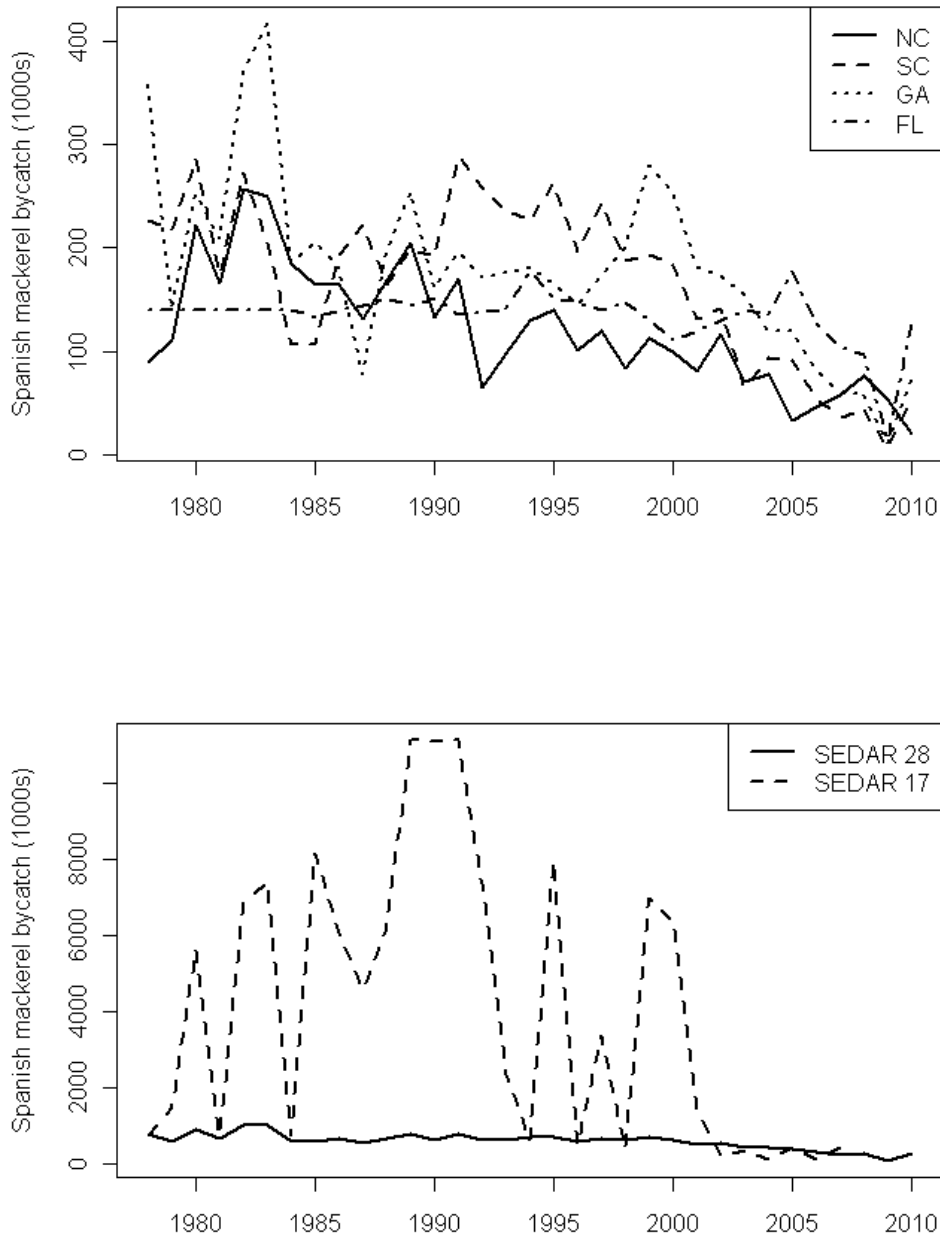 Spanish mackerel bycatch (1000s)
400
300
200
100
0
NC
SC
GA
FL
1980 1985 1990 1995 2000 2005 2010
Spanish mackerel bycatch (1000s)
8000
6000
4000
2000
0
SEDAR 28
SEDAR 17
1980 1985 1990 1995 2000 2005 2010